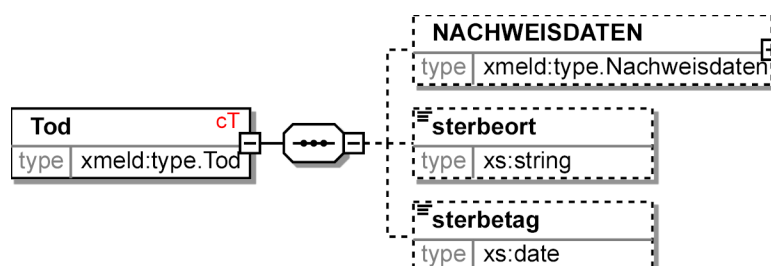 NACHWEISDATEN
type xmeld:type.Nachweisdaten
Tod cT
type xmeld:type.Tod
sterbeort
type xs:string
sterbetag
type xs:date